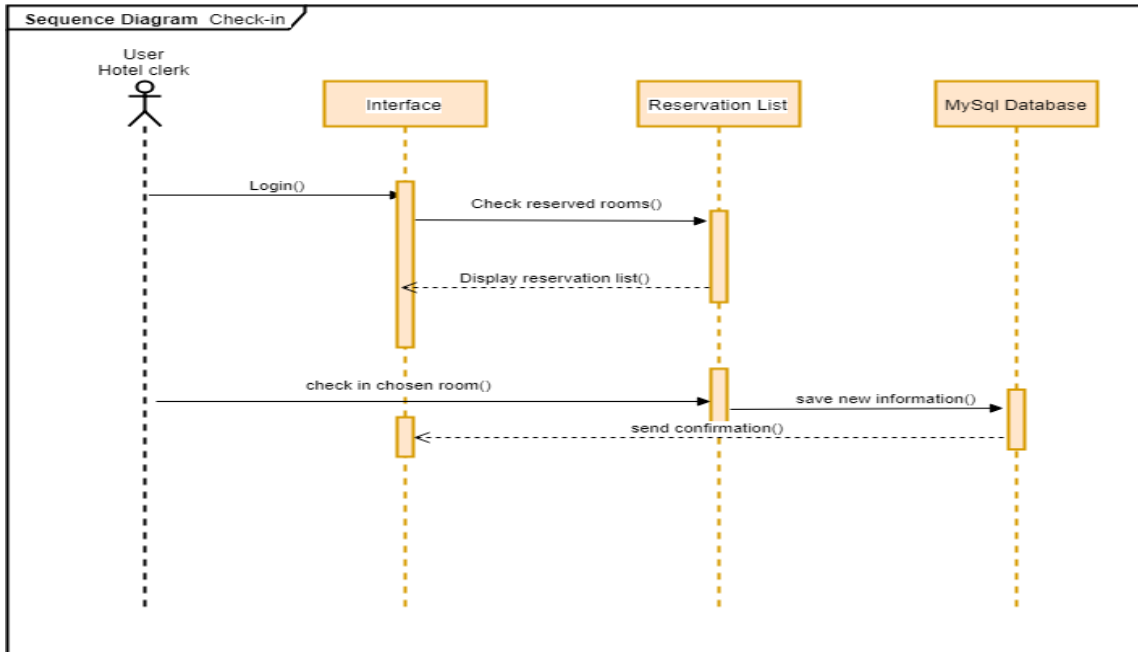 Sequence Diagram Check-in
User
Hotel clerk
Interface
Reservation List
MySql Database
Login()
Check reserved rooms()
Display reservation list()
check in chosen room()
save new information()
send confirmation()